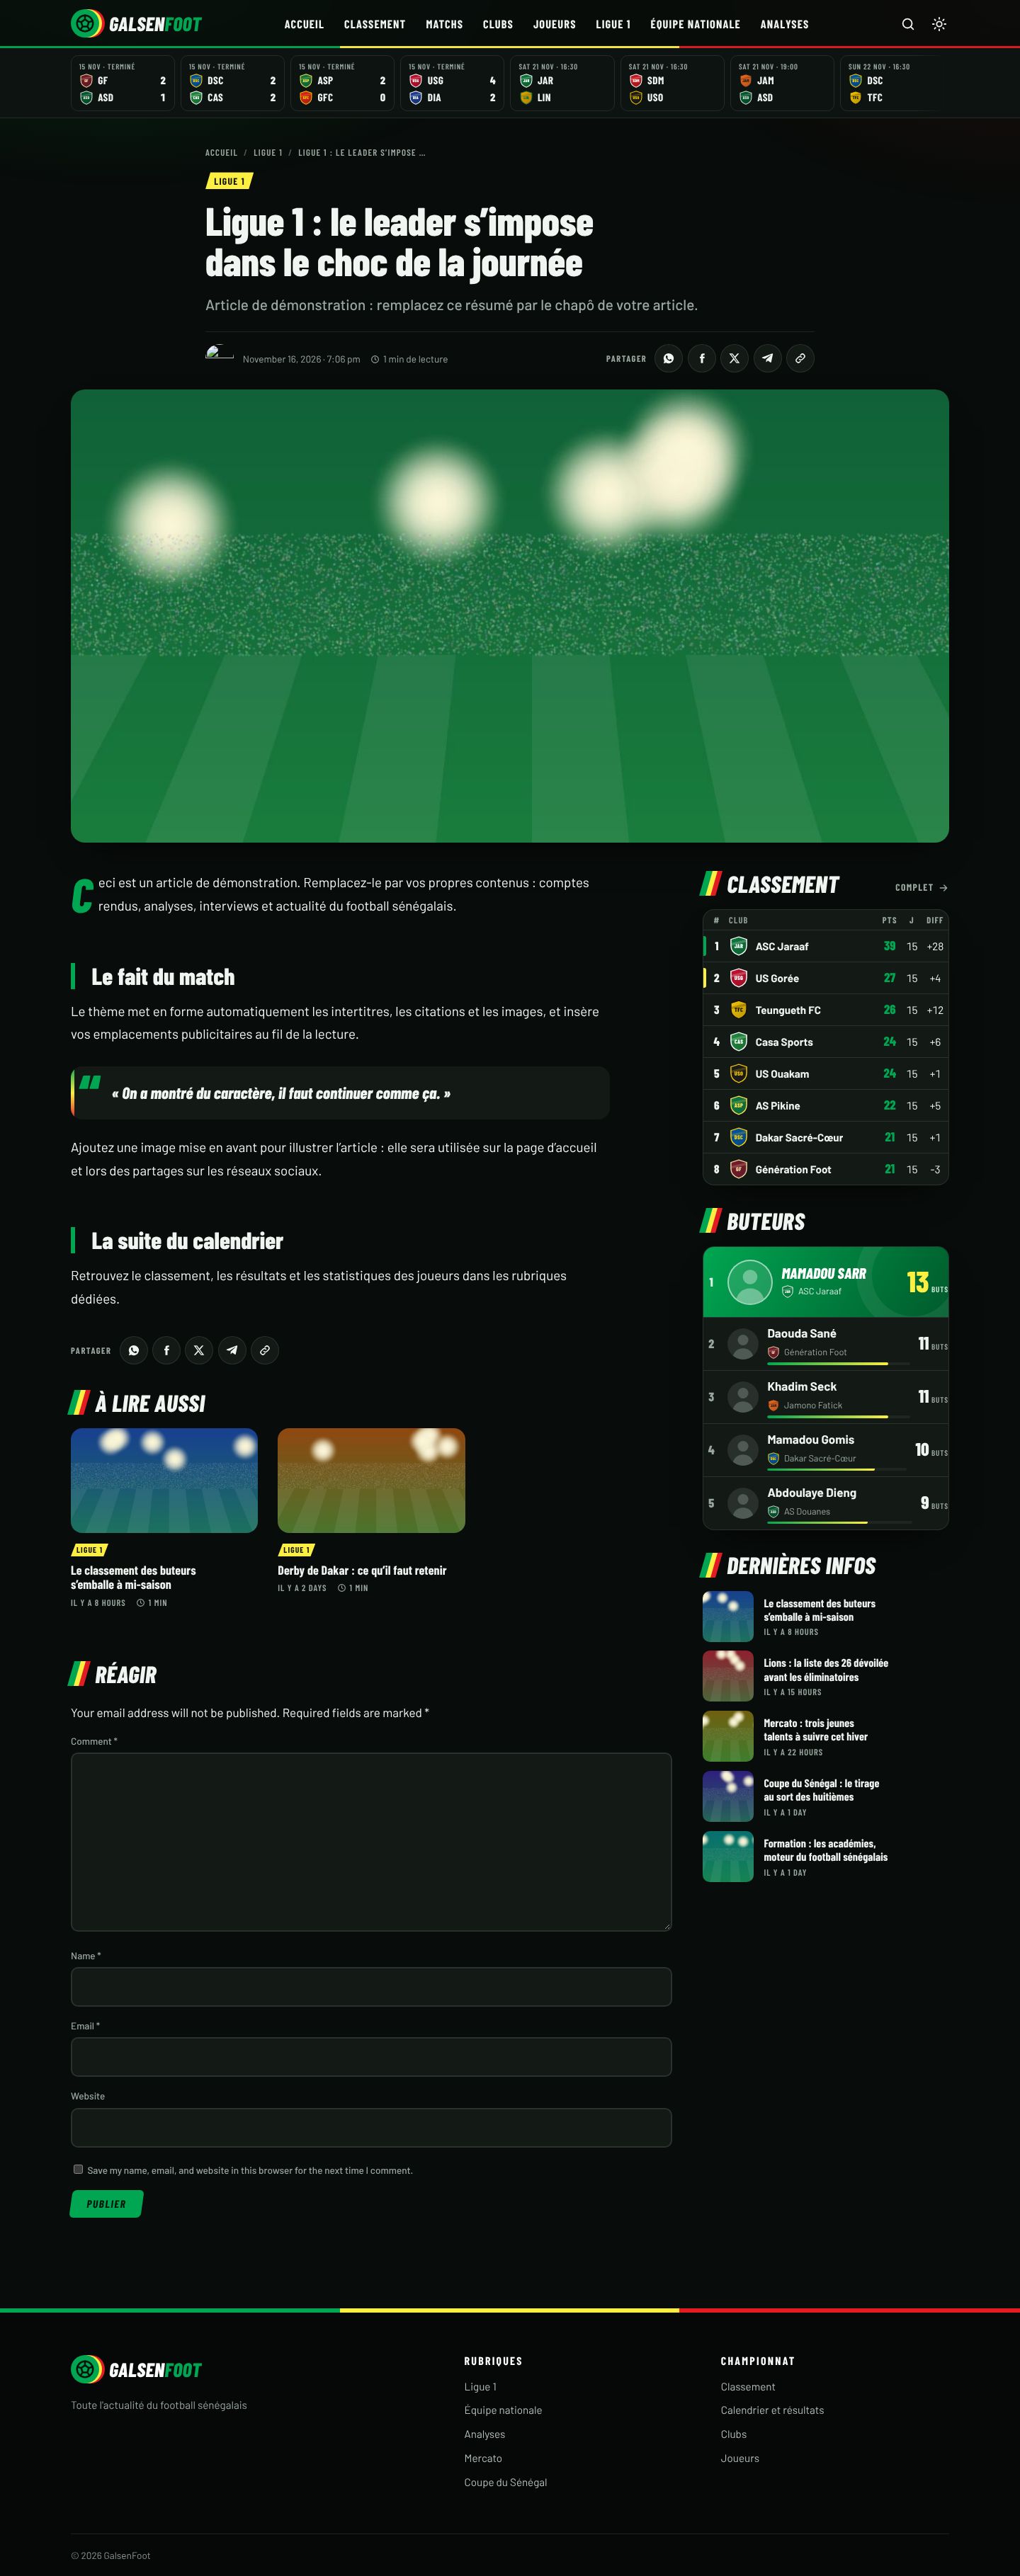 GALSENFOOT
ACCUEIL CLASSEMENT MATCHS CLUBS JOUEURS LIGUE 1 ÉQUIPE NATIONALE ANALYSES
15 NOV · TERMINÉ
GF 2
ASD 1
15 NOV · TERMINÉ
DSC 2
CAS 2
15 NOV · TERMINÉ
ASP 2
GFC 0
15 NOV · TERMINÉ
USG 4
DIA 2
SAT 21 NOV · 16:30
JAR
LIN
SAT 21 NOV · 16:30
SDM
USO
SAT 21 NOV · 19:00
JAM
ASD
SUN 22 NOV · 16:30
DSC
TFC
ACCUEIL / LIGUE 1 / LIGUE 1 : LE LEADER S'IMPOSE …
LIGUE 1
Ligue 1 : le leader s’impose
dans le choc de la journée
Article de démonstration : remplacez ce résumé par le chapô de votre article.
November 16, 2026 · 7:06 pm 1 min de lecture
PARTAGER
Ceci est un article de démonstration. Remplacez-le par vos propres contenus : comptes
rendus, analyses, interviews et actualité du football sénégalais.
Le fait du match
Le thème met en forme automatiquement les intertitres, les citations et les images, et insère
vos emplacements publicitaires au fil de la lecture.
« On a montré du caractère, il faut continuer comme ça. »
Ajoutez une image mise en avant pour illustrer l’article : elle sera utilisée sur la page d’accueil
et lors des partages sur les réseaux sociaux.
La suite du calendrier
Retrouvez le classement, les résultats et les statistiques des joueurs dans les rubriques
dédiées.
PARTAGER
À LIRE AUSSI
LIGUE 1
Le classement des buteurs
s’emballe à mi-saison
IL Y A 8 HOURS 1 MIN
LIGUE 1
Derby de Dakar : ce qu’il faut retenir
IL Y A 2 DAYS 1 MIN
RÉAGIR
Your email address will not be published. Required fields are marked *
Comment *
Name *
Email *
Website
Save my name, email, and website in this browser for the next time I comment.
PUBLIER
CLASSEMENT
COMPLET →
# CLUB PTS J DIFF
1 JAR ASC Jaraaf 39 15 +28
2 USG US Gorée 27 15 +4
3 TFC Teungueth FC 26 15 +12
4 CAS Casa Sports 24 15 +6
5 USO US Ouakam 24 15 +1
6 ASP AS Pikine 22 15 +5
7 DSC Dakar Sacré-Cœur 21 15 +1
8 GF Génération Foot 21 15 -3
BUTEURS
1 MAMADOU SARR 13 BUTS
ASC Jaraaf
2 Daouda Sané 11 BUTS
Génération Foot
3 Khadim Seck 11 BUTS
Jamono Fatick
4 Mamadou Gomis 10 BUTS
Dakar Sacré-Cœur
5 Abdoulaye Dieng 9 BUTS
AS Douanes
DERNIÈRES INFOS
Le classement des buteurs
s’emballe à mi-saison
IL Y A 8 HOURS
Lions : la liste des 26 dévoilée
avant les éliminatoires
IL Y A 15 HOURS
Mercato : trois jeunes
talents à suivre cet hiver
IL Y A 22 HOURS
Coupe du Sénégal : le tirage
au sort des huitièmes
IL Y A 1 DAY
Formation : les académies,
moteur du football sénégalais
IL Y A 1 DAY
GALSENFOOT
Toute l'actualité du football sénégalais
RUBRIQUES
Ligue 1
Équipe nationale
Analyses
Mercato
Coupe du Sénégal
CHAMPIONNAT
Classement
Calendrier et résultats
Clubs
Joueurs
© 2026 GalsenFoot